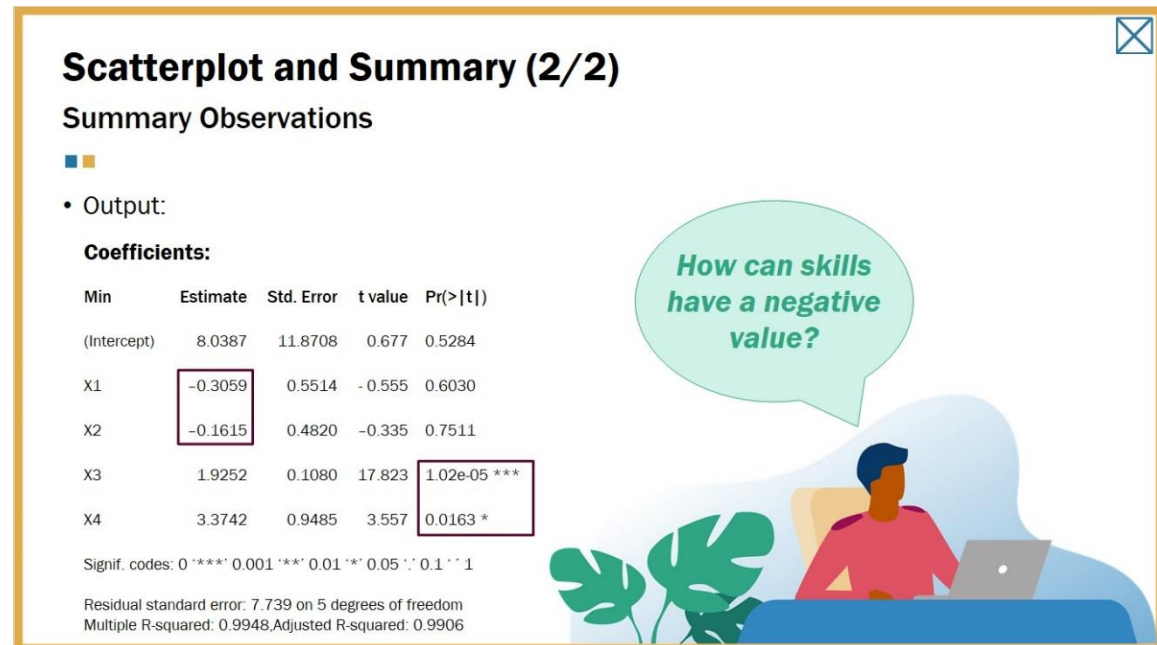 Scatterplot and Summary (2/2)
Summary Observations
• Output:
Coefficients:
Min Estimate Std. Error t value Pr(>|t|)
(Intercept) 8.0387 11.8708 0.677 0.5284
X1 −0.3059 0.5514 - 0.555 0.6030
X2 −0.1615 0.4820 −0.335 0.7511
X3 1.9252 0.1080 17.823 1.02e-05 ***
X4 3.3742 0.9485 3.557 0.0163 *
Signif. codes: 0 ‘***’ 0.001 ‘**’ 0.01 ‘*’ 0.05 ‘.’ 0.1 ‘ ’ 1
Residual standard error: 7.739 on 5 degrees of freedom
Multiple R-squared: 0.9948,Adjusted R-squared: 0.9906
How can skills
have a negative
value?